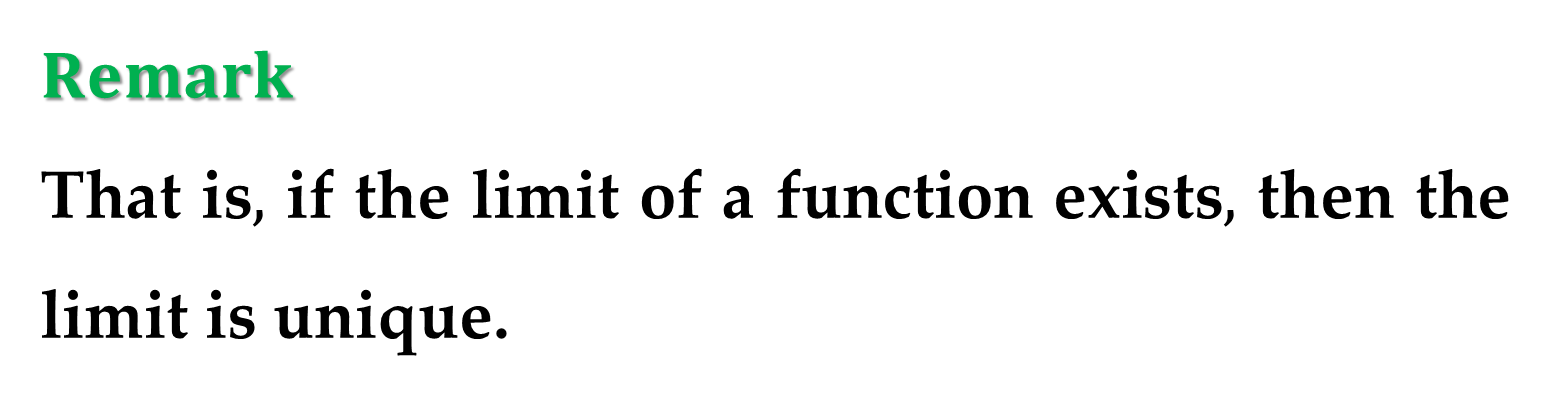 Remark
That is, if the limit of a function exists, then the
limit is unique.